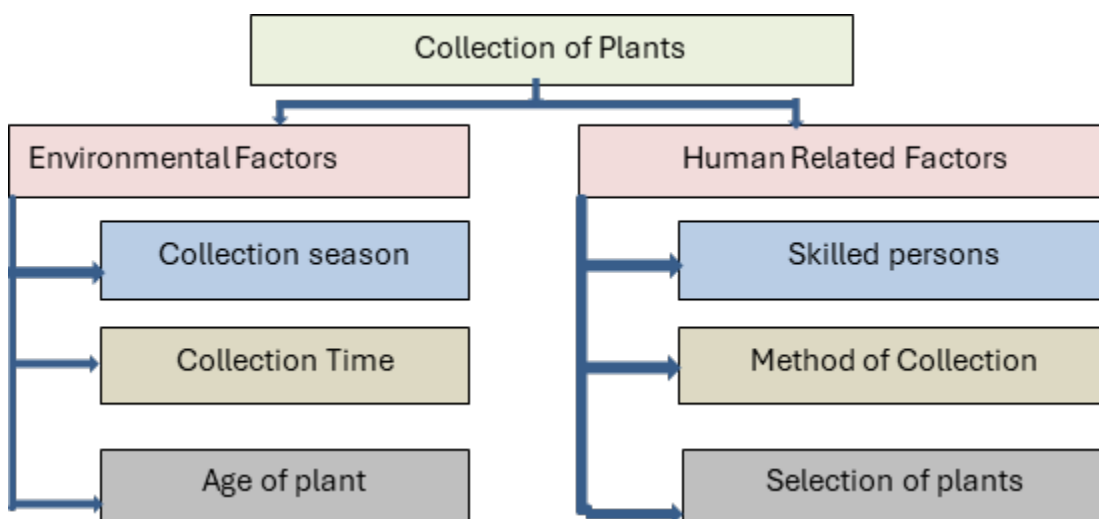 Collection of Plants
Environmental Factors
Collection season
Collection Time
Age of plant
Human Related Factors
Skilled persons
Method of Collection
Selection of plants